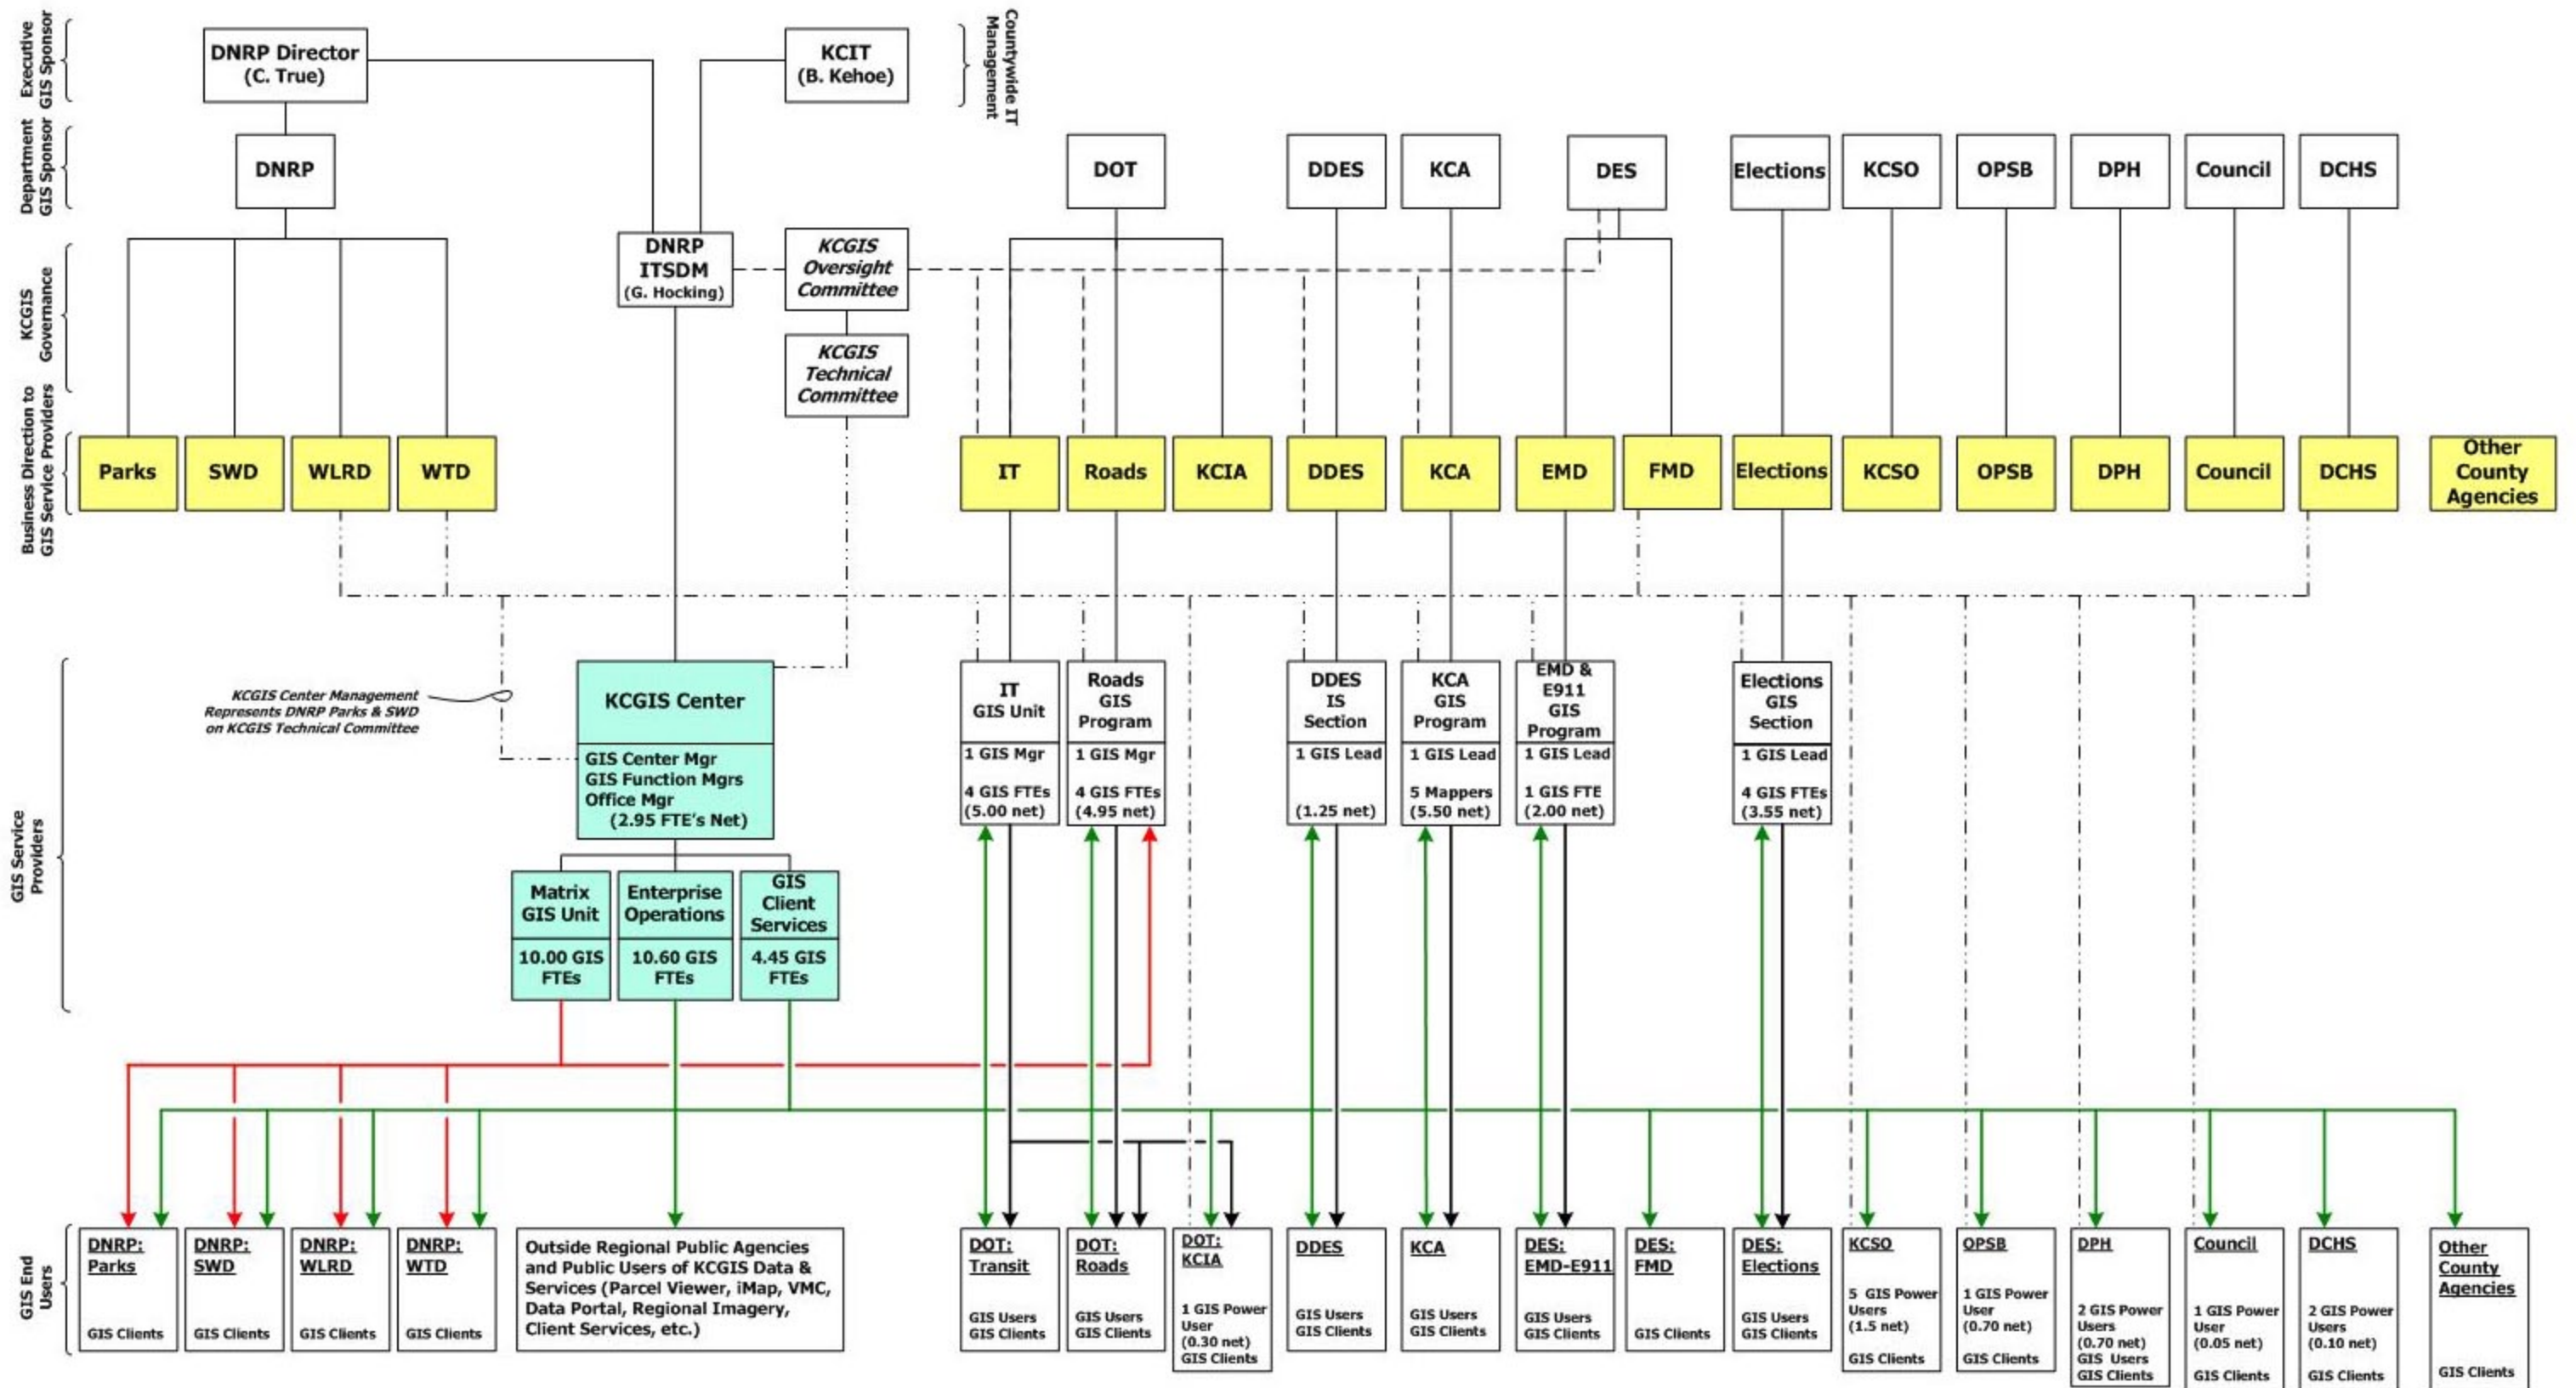 Executive
GIS Sponsor
DNRP Director
(C. True)
KCIT
(B. Kehoe)
Countywide IT
Management
Department
GIS Sponsor
DNRP
DOT
DDES
KCA
DES
Elections
KCSO
OPSB
DPH
Council
DCHS
KCGIS
Governance
DNRP
ITSDM
(G. Hocking)
KCGIS
Oversight
Committee
KCGIS
Technical
Committee
Business Direction to
GIS Service Providers
Parks
SWD
WLRD
WTD
IT
Roads
KCIA
DDES
KCA
EMD
FMD
Elections
KCSO
OPSB
DPH
Council
DCHS
Other
County
Agencies
GIS Service
Providers
KCGIS Center Management
Represents DNRP Parks & SWD
on KCGIS Technical Committee
KCGIS Center
GIS Center Mgr
GIS Function Mgrs
Office Mgr
(2.95 FTE's Net)
IT
GIS Unit
1 GIS Mgr
4 GIS FTEs
(5.00 net)
Roads
GIS
Program
1 GIS Mgr
4 GIS FTEs
(4.95 net)
DDES
IS
Section
1 GIS Lead
(1.25 net)
KCA
GIS
Program
1 GIS Lead
5 Mappers
(5.50 net)
EMD &
E911
GIS
Program
1 GIS Lead
1 GIS FTE
(2.00 net)
Elections
GIS
Section
1 GIS Lead
4 GIS FTEs
(3.55 net)
Matrix
GIS Unit
10.00 GIS
FTEs
Enterprise
Operations
10.60 GIS
FTEs
GIS
Client
Services
4.45 GIS
FTEs
GIS End
Users
DNRP:
Parks
GIS Clients
DNRP:
SWD
GIS Clients
DNRP:
WLRD
GIS Clients
DNRP:
WTD
GIS Clients
Outside Regional Public Agencies
and Public Users of KCGIS Data &
Services (Parcel Viewer, iMap, VMC,
Data Portal, Regional Imagery,
Client Services, etc.)
DOT:
Transit
GIS Users
GIS Clients
DOT:
Roads
GIS Users
GIS Clients
DOT:
KCIA
1 GIS Power
User
(0.30 net)
GIS Clients
DDES
GIS Users
GIS Clients
KCA
GIS Users
GIS Clients
DES:
EMD-E911
GIS Users
GIS Clients
DES:
FMD
GIS Clients
DES:
Elections
GIS Users
GIS Clients
KCSO
5 GIS Power
Users
(1.5 net)
GIS Clients
OPSB
1 GIS Power
User
(0.70 net)
GIS Clients
DPH
2 GIS Power
Users
(0.70 net)
GIS Users
GIS Clients
Council
1 GIS Power
User
(0.05 net)
GIS Clients
DCHS
2 GIS Power
Users
(0.10 net)
GIS Clients
Other
County
Agencies
GIS Clients